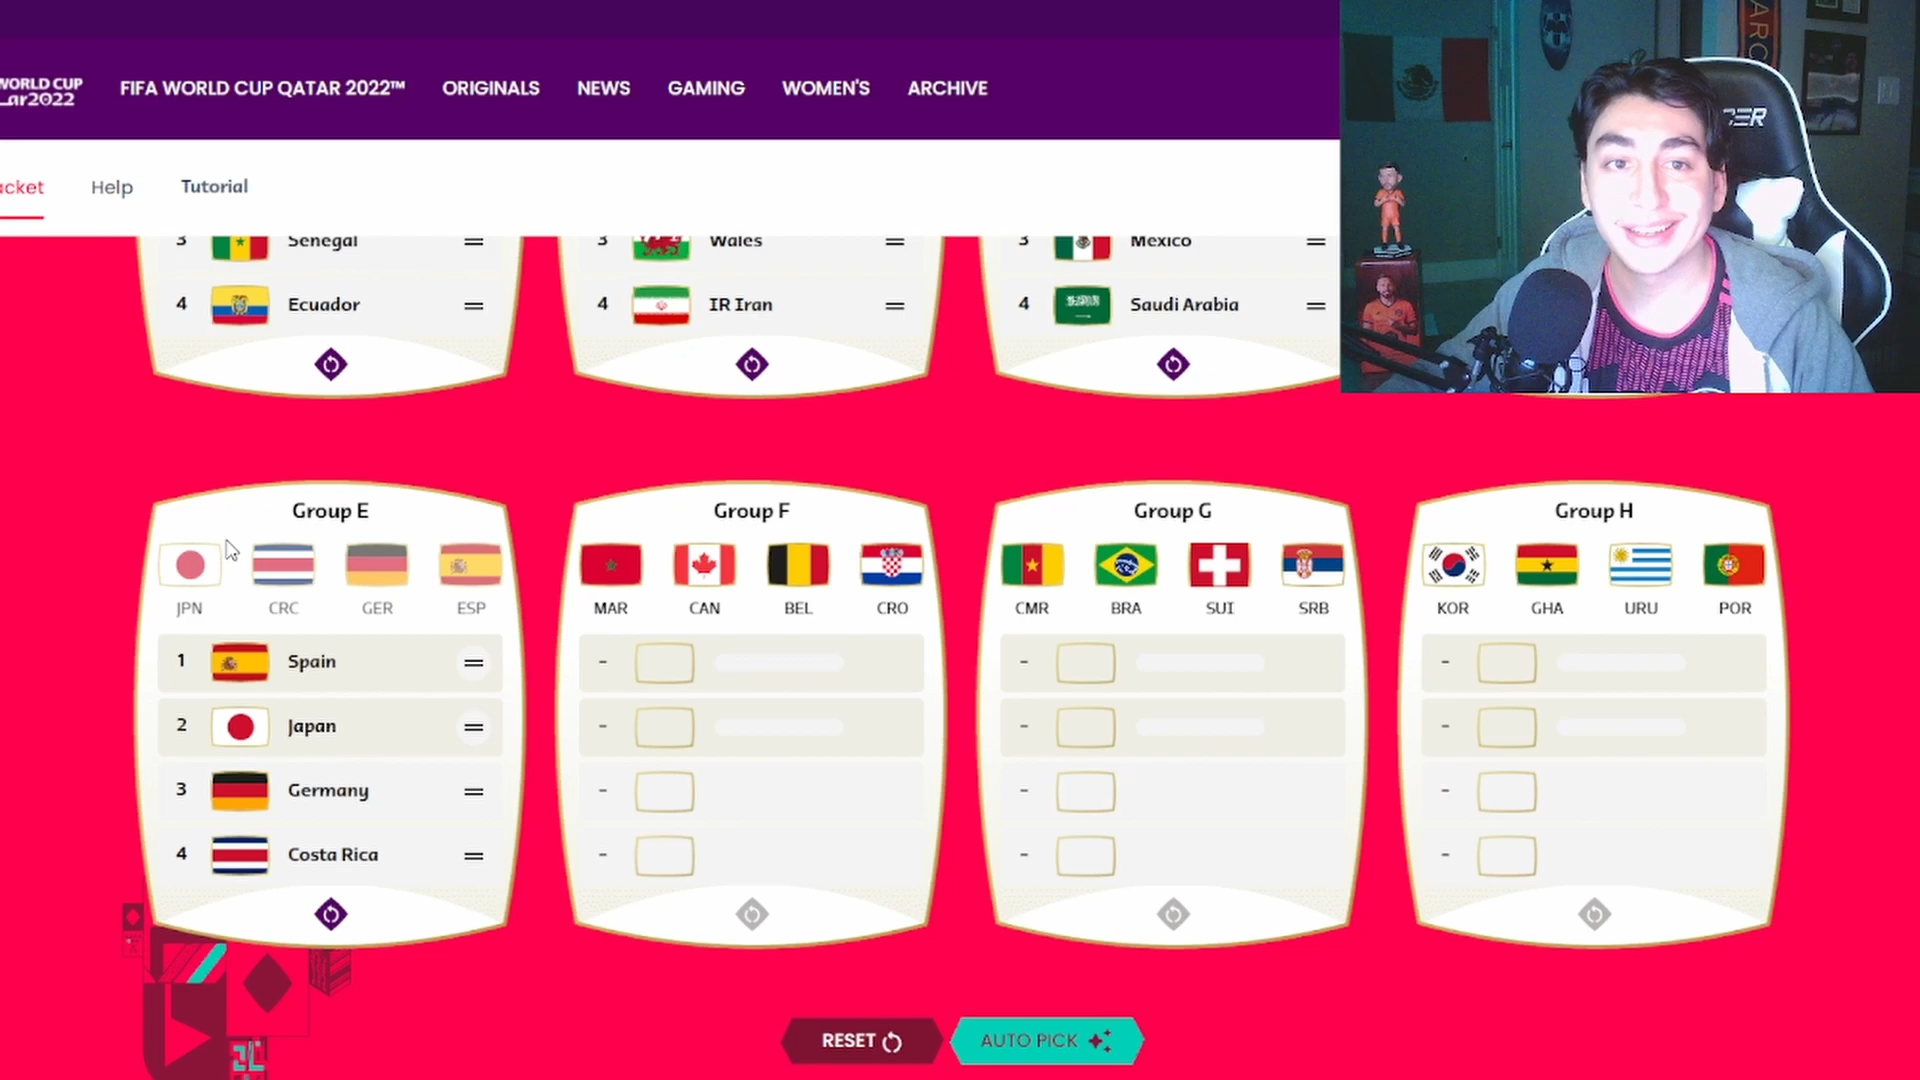 WORLD CUP
FIFA WORLD CUP QATAR 2022™
ORIGINALS
NEWS
GAMING
WOMEN'S
ARCHIVE
Help
Tutorial
3 Senegal
4 Ecuador
3 Wales
4 IR Iran
3 Mexico
4 Saudi Arabia
Group E
JPN CRC GER ESP
1 Spain
2 Japan
3 Germany
4 Costa Rica
Group F
MAR CAN BEL CRO
-
-
-
-
Group G
CMR BRA SUI SRB
-
-
-
-
Group H
KOR GHA URU POR
-
-
-
-
RESET
AUTO PICK